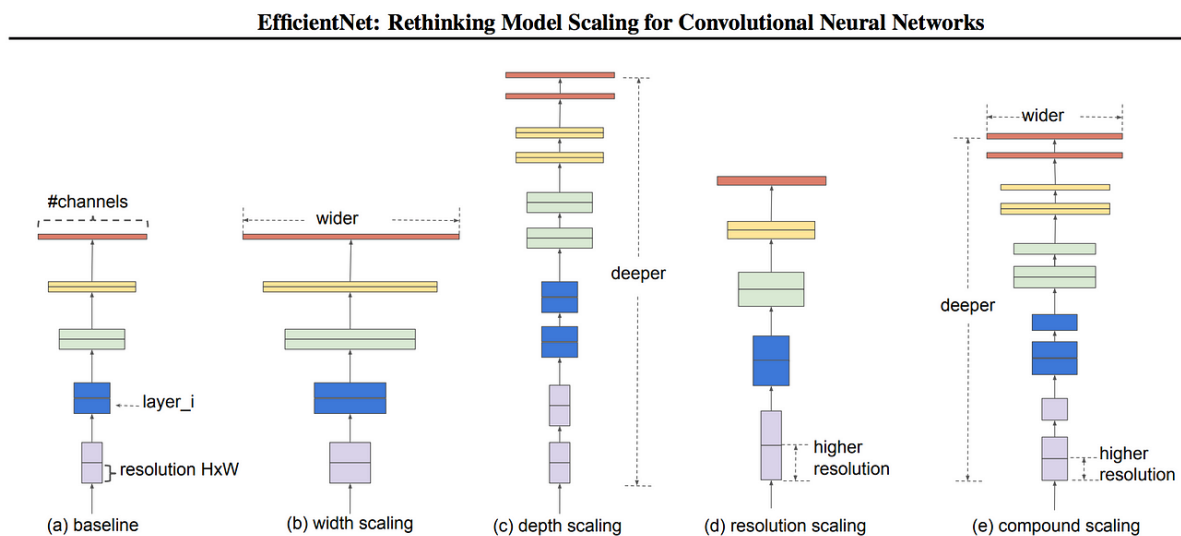 EfficientNet: Rethinking Model Scaling for Convolutional Neural Networks
#channels
layer_i
resolution HxW
(a) baseline
wider
(b) width scaling
deeper
(c) depth scaling
higher
resolution
(d) resolution scaling
wider
deeper
higher
resolution
(e) compound scaling